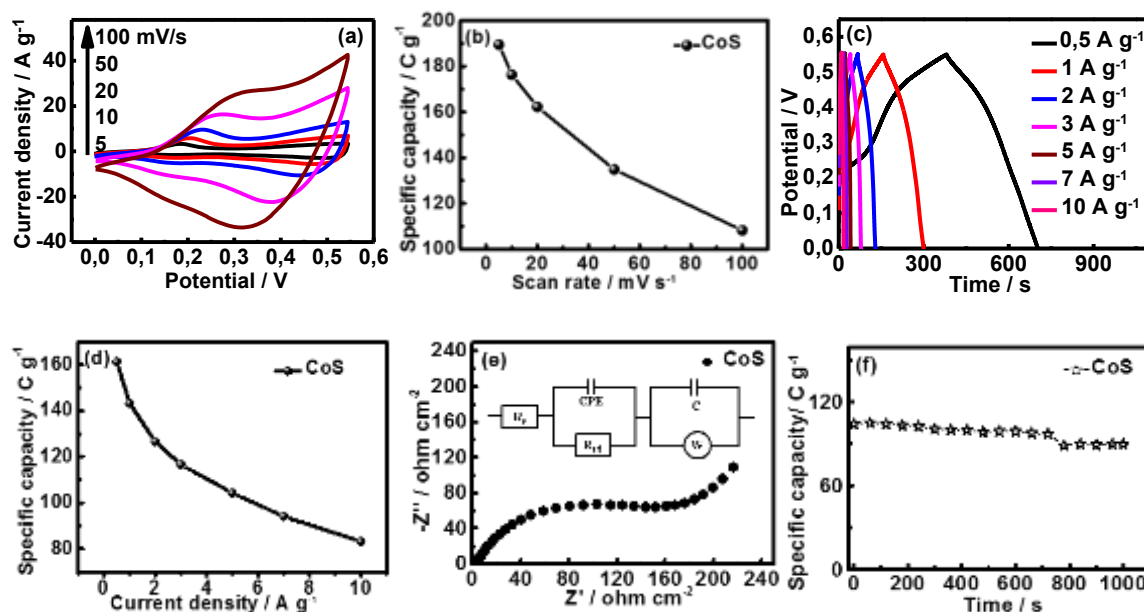 (a)
100 mV/s
50
20
10
5
Current density / A g-1
40
20
0
-20
-40
0,0 0,1 0,2 0,3 0,4 0,5 0,6
Potential / V
(b)
CoS
Specific capacity / C g-1
200
180
160
140
120
100
0 20 40 60 80 100
Scan rate / mV s-1
(c)
0,5 A g-1
1 A g-1
2 A g-1
3 A g-1
5 A g-1
7 A g-1
10 A g-1
Potential / V
0,6
0,5
0,4
0,3
0,2
0,1
0,0
0 300 600 900
Time / s
(d)
CoS
Specific capacity / C g-1
160
140
120
100
80
0 2 4 6 8 10
Current density / A g-1
(e)
CoS
CPE
C
-Z'' / ohm cm-2
240
200
160
120
80
40
0
40 80 120 160 200 240
Z' / ohm cm-2
(f)
CoS
Specific capacity/ C g-1
120
60
0
0 200 400 600 800 1000
Time / s